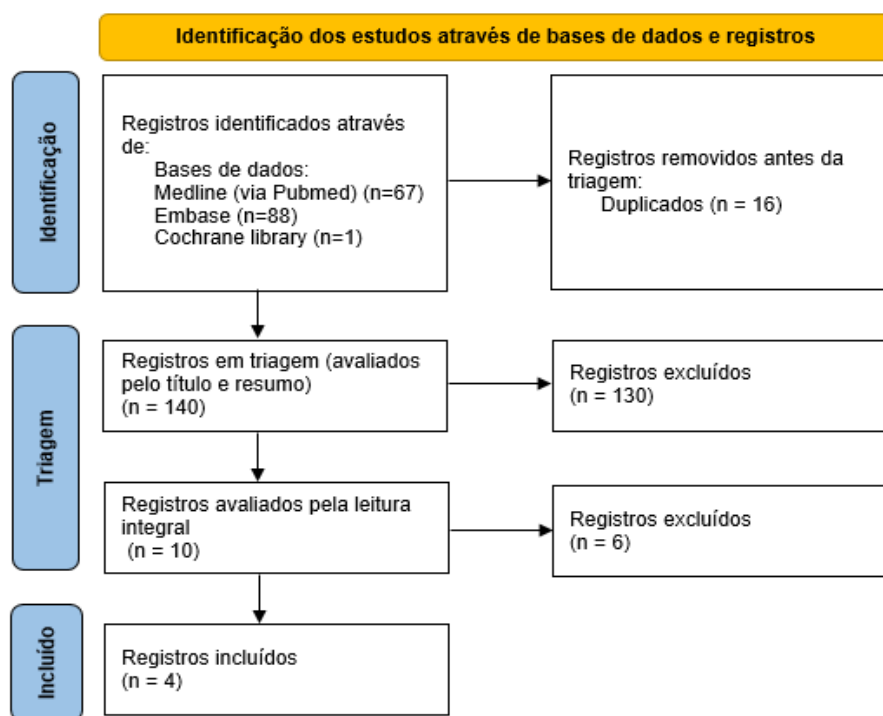 Identificação dos estudos através de bases de dados e registros
Identificação
Registros identificados através
de:
Bases de dados:
Medline (via Pubmed) (n=67)
Embase (n=88)
Cochrane library (n=1)
Registros removidos antes da
triagem:
Duplicados (n = 16)
Triagem
Registros em triagem (avaliados
pelo título e resumo)
(n = 140)
Registros excluídos
(n = 130)
Registros avaliados pela leitura
integral
(n = 10)
Registros excluídos
(n = 6)
Incluído
Registros incluídos
(n = 4)